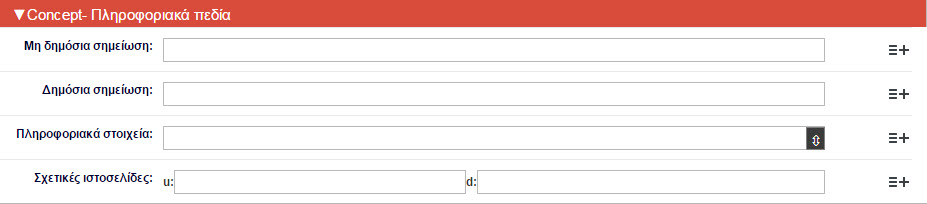 ▼Concept- Πληροφοριακά πεδία
Μη δημόσια σημείωση:
Δημόσια σημείωση:
Πληροφοριακά στοιχεία:
Σχετικές ιστοσελίδες: u: d: